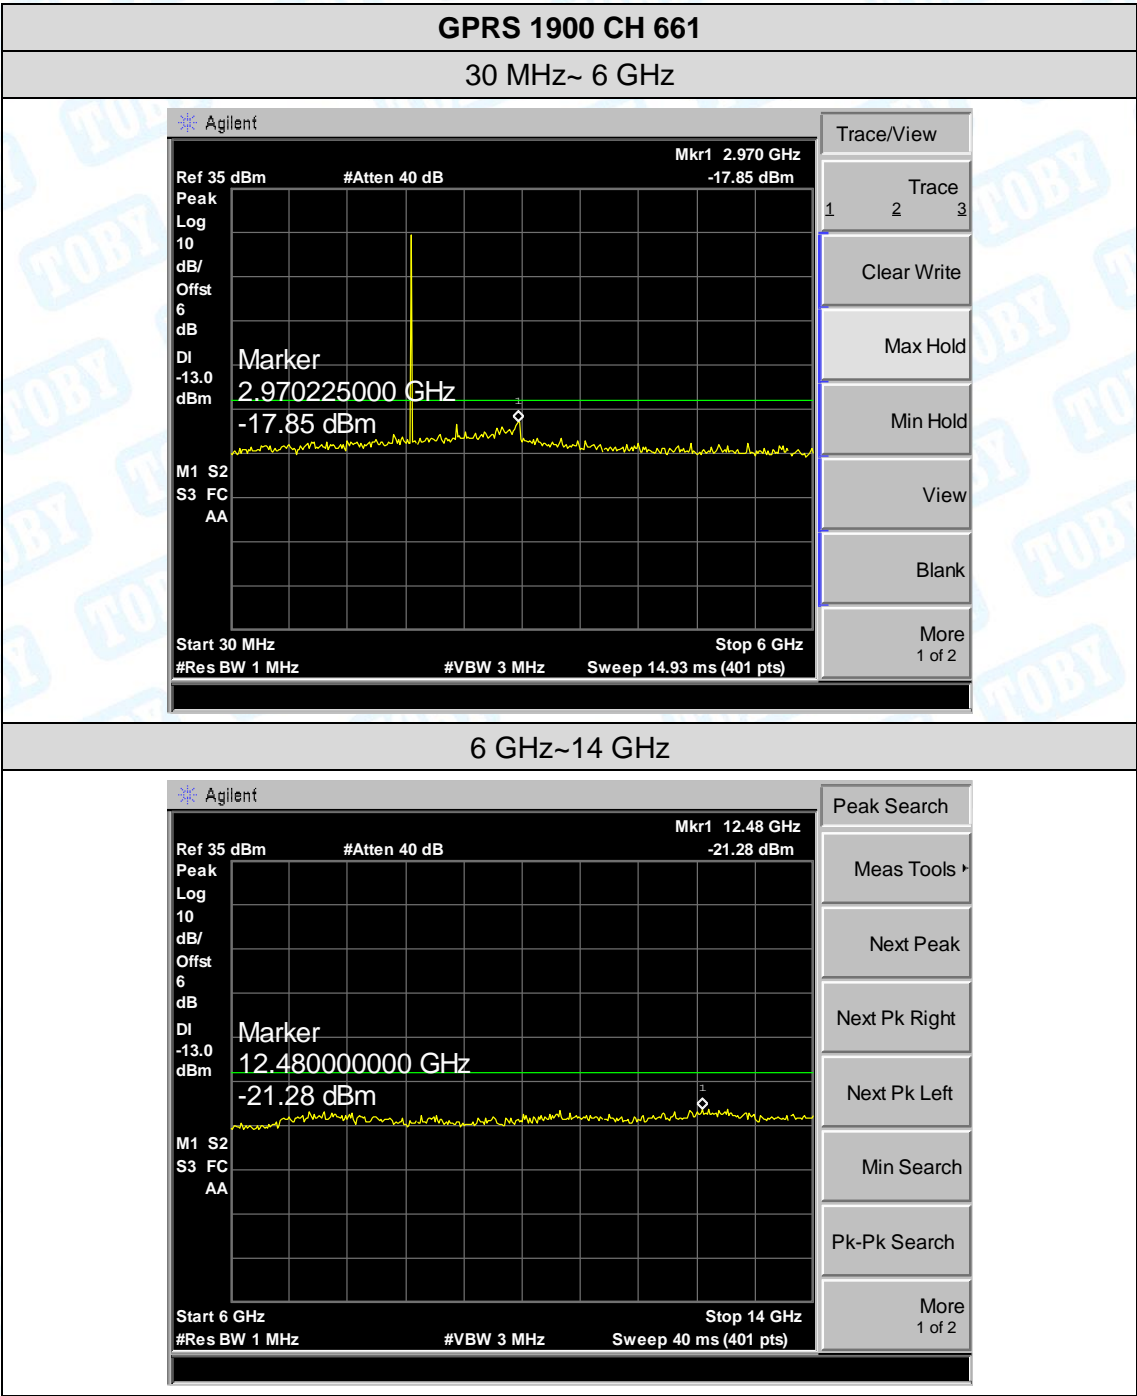 GPRS 1900 CH 661
30 MHz~ 6 GHz
Agilent
Trace/View
Mkr1 2.970 GHz
Ref 35 dBm #Atten 40 dB -17.85 dBm
Peak
Log
10
dB/
Offst
6
dB
DI
-13.0
dBm
Marker
2.970225000 GHz
-17.85 dBm
1
M1 S2
S3 FC
AA
Start 30 MHz Stop 6 GHz
#Res BW 1 MHz #VBW 3 MHz Sweep 14.93 ms (401 pts)
Trace
1 2 3
Clear Write
Max Hold
Min Hold
View
Blank
More
1 of 2
6 GHz~14 GHz
Agilent
Peak Search
Mkr1 12.48 GHz
Ref 35 dBm #Atten 40 dB -21.28 dBm
Peak
Log
10
dB/
Offst
6
dB
DI
-13.0
dBm
Marker
12.480000000 GHz
-21.28 dBm
1
M1 S2
S3 FC
AA
Start 6 GHz Stop 14 GHz
#Res BW 1 MHz #VBW 3 MHz Sweep 40 ms (401 pts)
Meas Tools
Next Peak
Next Pk Right
Next Pk Left
Min Search
Pk-Pk Search
More
1 of 2
TOBY